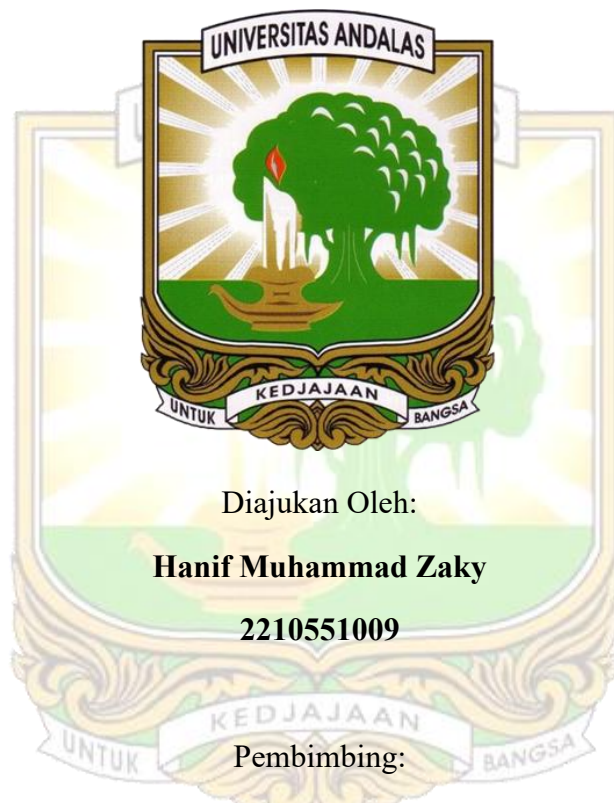 UNIVERSITAS ANDALAS
KEDJAJAAN
UNTUK BANGSA
Diajukan Oleh:
Hanif Muhammad Zaky
2210551009
KEDJAJAAN
UNTUK BANGSA
Pembimbing: